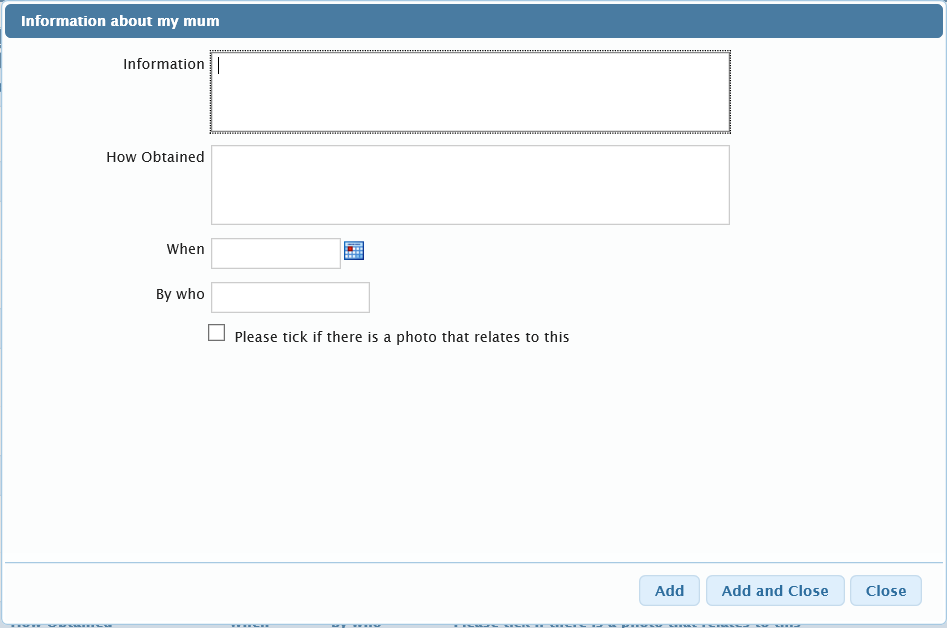 Information about my mum
Information
How Obtained
When
By who
Please tick if there is a photo that relates to this
Add Add and Close Close
How Obtained When By who Please tick if there is a photo that relates to this